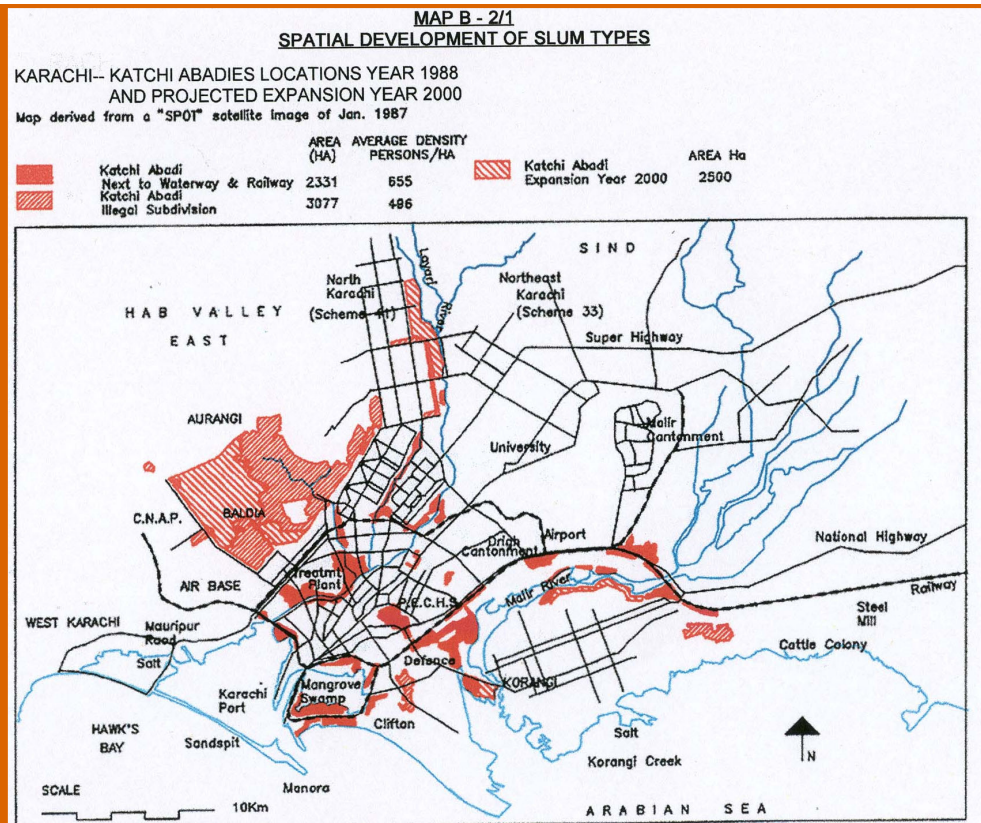 MAP B - 2/1
SPATIAL DEVELOPMENT OF SLUM TYPES
KARACHI-- KATCHI ABADIES LOCATIONS YEAR 1988
AND PROJECTED EXPANSION YEAR 2000
Map derived from a "SPOT" satellite image of Jan. 1987
AREA (HA)
AVERAGE DENSITY PERSONS/HA
Katchi Abadi
Next to Waterway & Railway 2331 655
Katchi Abadi
Illegal Subdivision 3077 496
AREA Ha
Katchi Abadi
Expansion Year 2000 2500
SIND
North
Karachi
(Scheme 41)
Layari
River
Northeast
Karachi
(Scheme 33)
HAB VALLEY
EAST
Super Highway
AURANGI
Malir
Cantonment
University
BALDIA
C.N.A.P.
Drigh
Cantonment
Airport
National Highway
Treatmt
Plant
AIR BASE
Malir River
Railway
P.E.C.H.S.
WEST KARACHI
Mauripur
Road
Steel
Mill
Salt
Defence
Cattle Colony
KORANGI
Mangrove
Swamp
Karachi
Port
Clifton
HAWK'S
BAY
Sandspit
Salt
N
Korangi Creek
Manora
SCALE
10Km
ARABIAN SEA